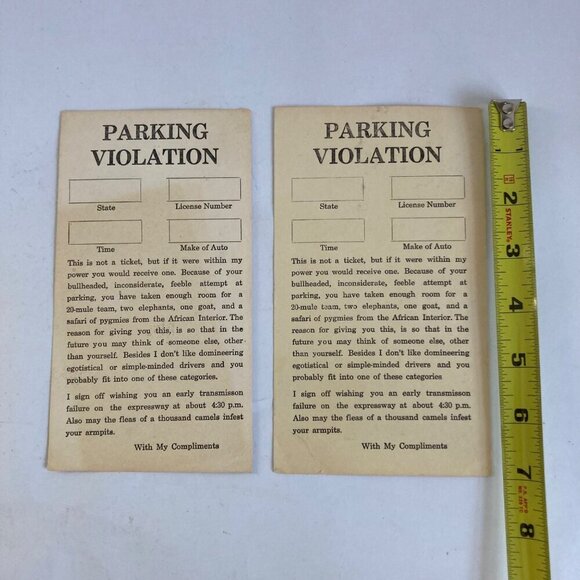 PARKING
VIOLATION
State
License Number
Time
Make of Auto
This is not a ticket, but if it were within my
power you would receive one. Because of your
bullheaded, inconsiderate, feeble attempt at
parking, you have taken enough room for a
20-mule team, two elephants, one goat, and a
safari of pygmies from the African Interior. The
reason for giving you this, is so that in the
future you may think of someone else, other
than yourself. Besides I don't like domineering
egotistical or simple-minded drivers and you
probably fit into one of these categories.
I sign off wishing you an early transmisson
failure on the expressway at about 4:30 p.m.
Also may the fleas of a thousand camels infest
your armpits.
With My Compliments
PARKING
VIOLATION
State
License Number
Time
Make of Auto
This is not a ticket, but if it were within my
power you would receive one. Because of your
bullheaded, inconsiderate, feeble attempt at
parking, you have taken enough room for a
20-mule team, two elephants, one goat, and a
safari of pygmies from the African Interior. The
reason for giving you this, is so that in the
future you may think of someone else, other
than yourself. Besides I don't like domineering
egotistical or simple-minded drivers and you
probably fit into one of these categories
I sign off wishing you an early transmisson
failure on the expressway at about 4:30 p.m.
Also may the fleas of a thousand camels infest
your armpits.
With My Compliments
2
STANLEY
3
4
5
6
7
8